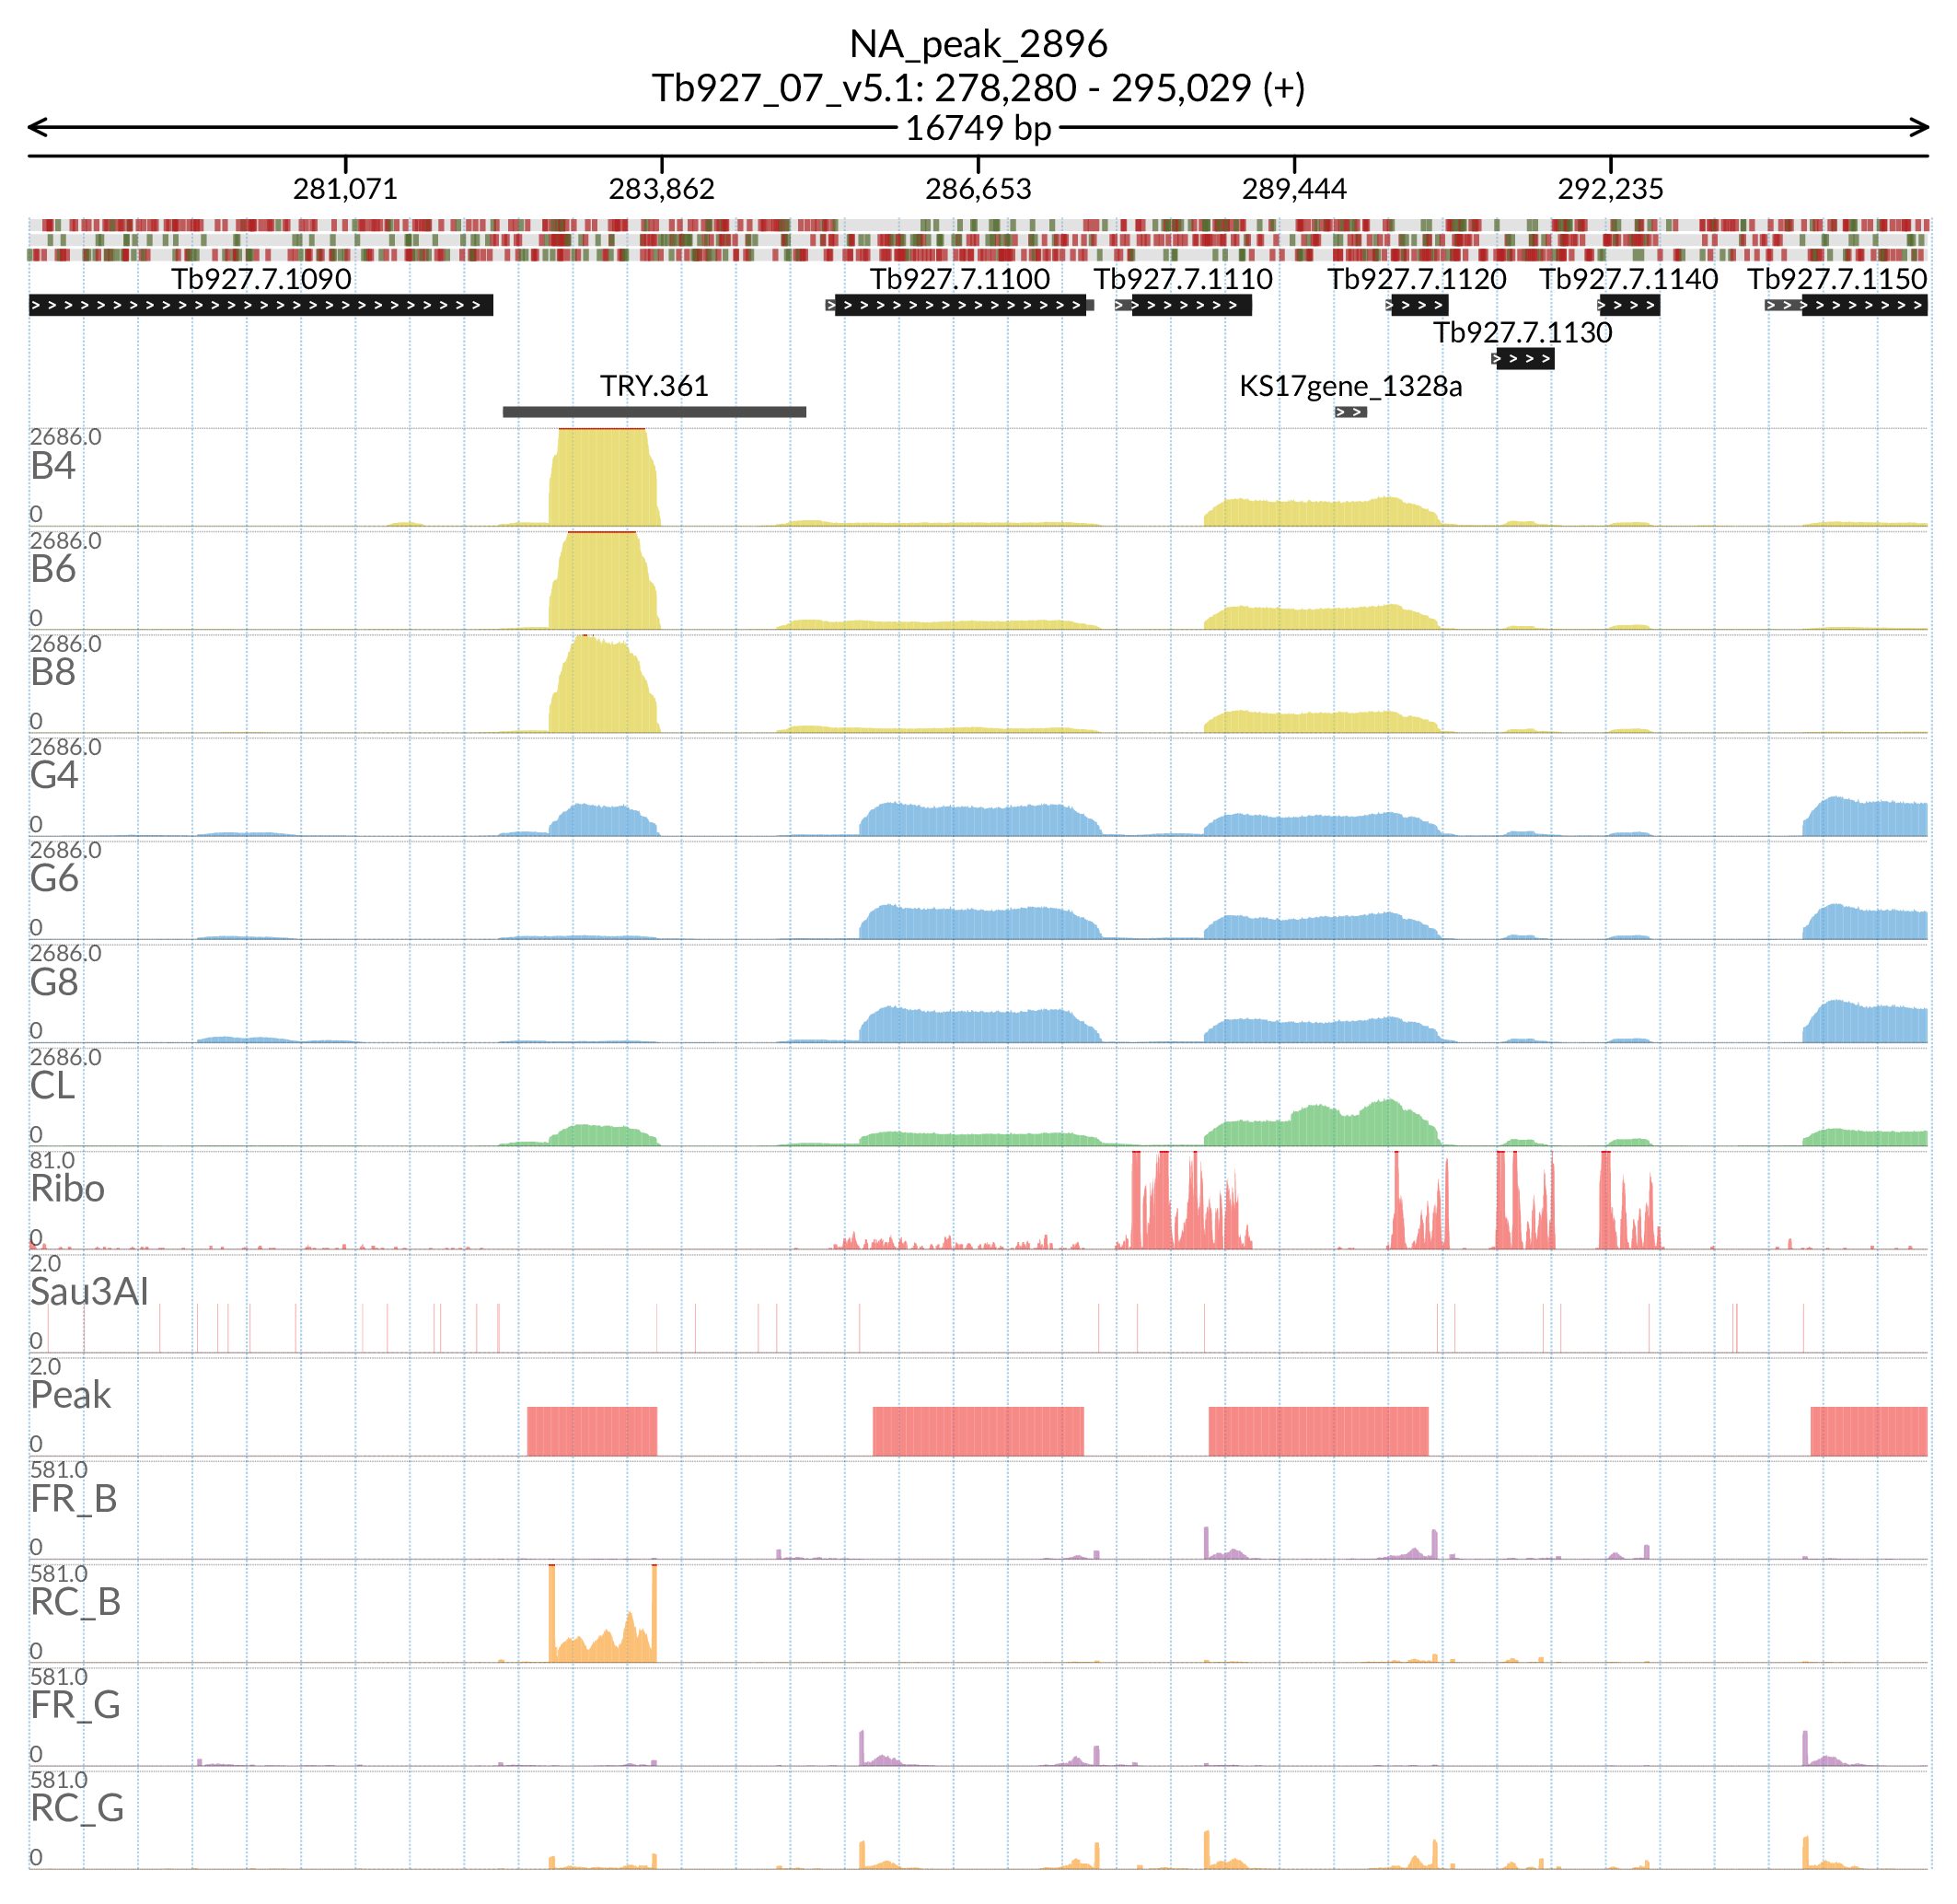 NA_peak_2896
Tb927_07_v5.1: 278,280 - 295,029 (+)
16749 bp
281,071 283,862 286,653 289,444 292,235
Tb927.7.1090 Tb927.7.1100 Tb927.7.1110 Tb927.7.1120 Tb927.7.1140 Tb927.7.1150
Tb927.7.1130
TRY.361 KS17gene_1328a
2686.0
B4
0
2686.0
B6
0
2686.0
B8
0
2686.0
G4
0
2686.0
G6
0
2686.0
G8
0
2686.0
CL
0
81.0
Ribo
0
2.0
Sau3AI
0
2.0
Peak
0
581.0
FR_B
0
581.0
RC_B
0
581.0
FR_G
0
581.0
RC_G
0